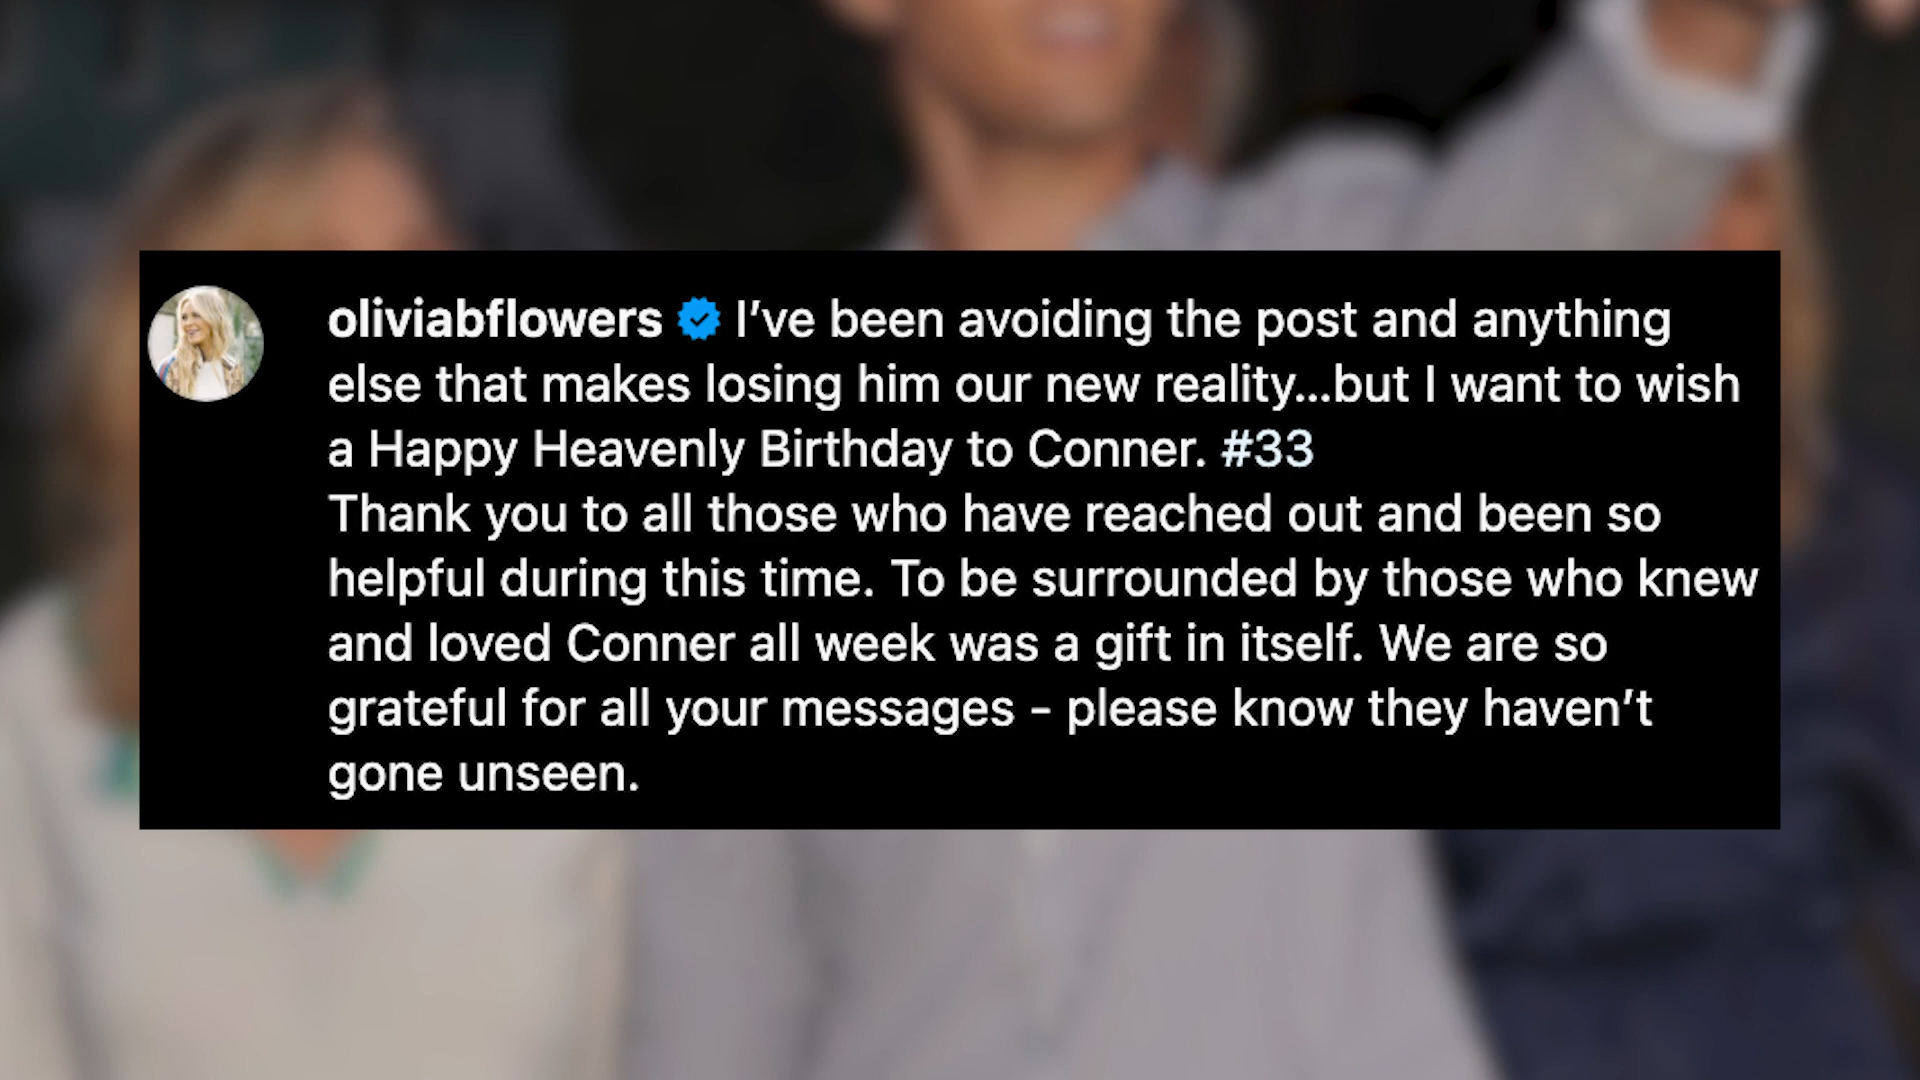 oliviabflowers I’ve been avoiding the post and anything
else that makes losing him our new reality...but I want to wish
a Happy Heavenly Birthday to Conner. #33
Thank you to all those who have reached out and been so
helpful during this time. To be surrounded by those who knew
and loved Conner all week was a gift in itself. We are so
grateful for all your messages - please know they haven’t
gone unseen.